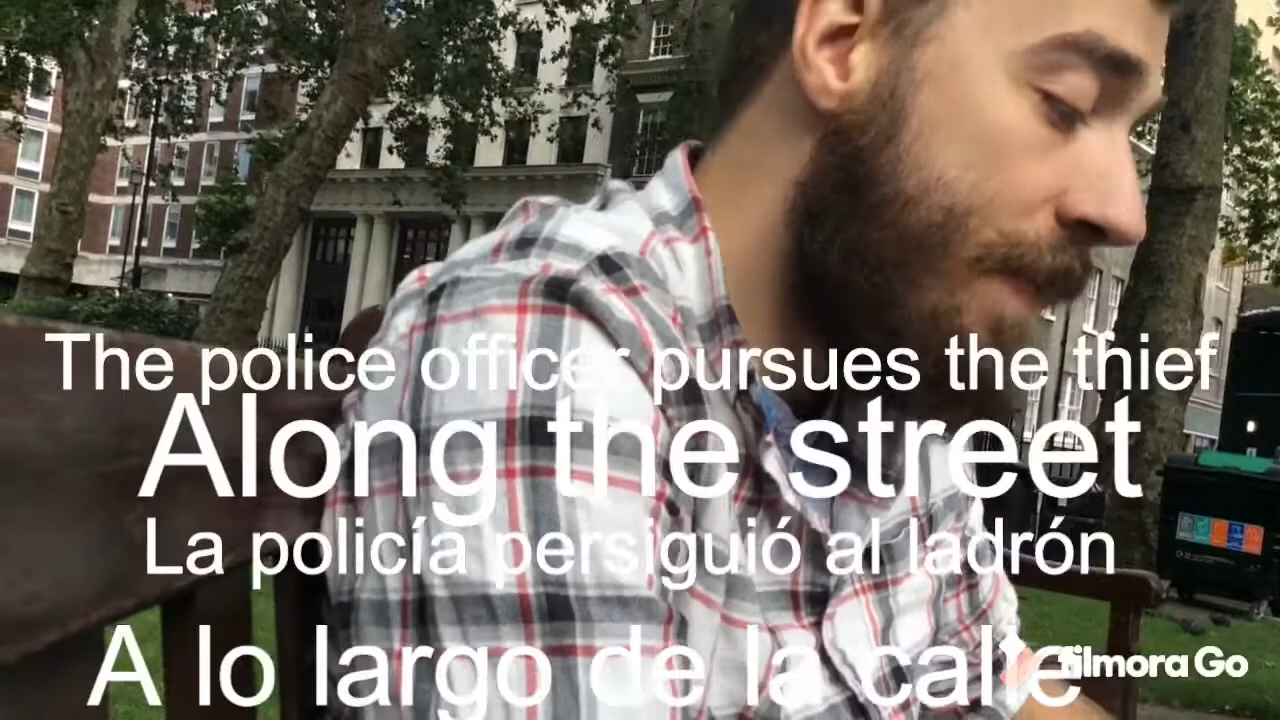 The police officer pursues the thief
Along the street
La policía persiguió al ladrón
A lo largo de la calle
filmora Go